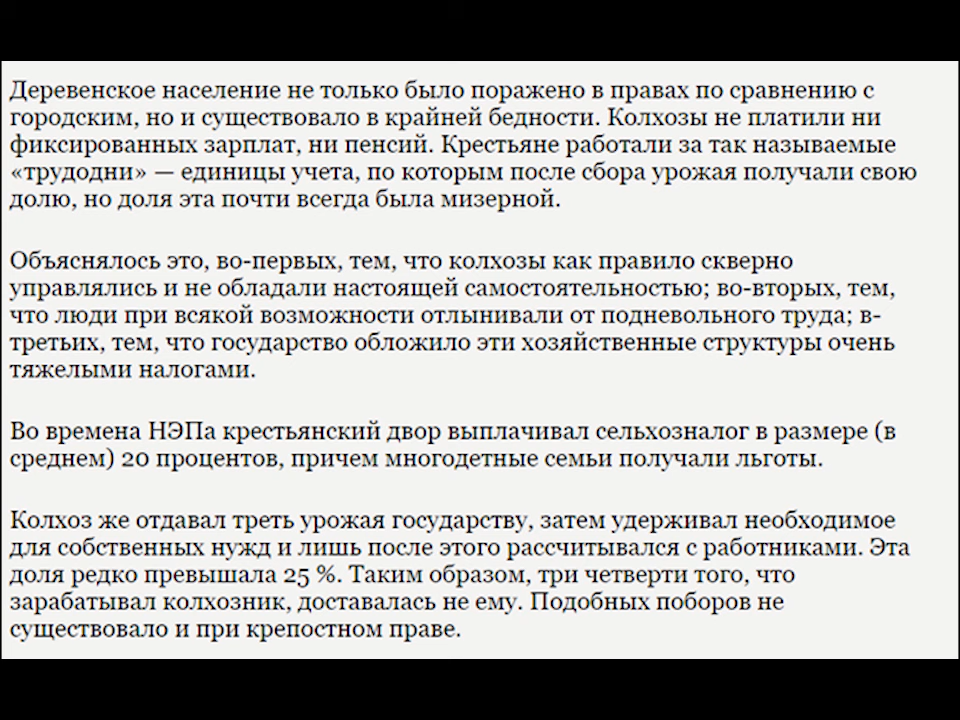 Деревенское население не только было поражено в правах по сравнению с
городским, но и существовало в крайней бедности. Колхозы не платили ни
фиксированных зарплат, ни пенсий. Крестьяне работали за так называемые
«трудодни» — единицы учета, по которым после сбора урожая получали свою
долю, но доля эта почти всегда была мизерной.
Объяснялось это, во-первых, тем, что колхозы как правило скверно
управлялись и не обладали настоящей самостоятельностью; во-вторых, тем,
что люди при всякой возможности отлынивали от подневольного труда; в-
третьих, тем, что государство обложило эти хозяйственные структуры очень
тяжелыми налогами.
Во времена НЭПа крестьянский двор выплачивал сельхозналог в размере (в
среднем) 20 процентов, причем многодетные семьи получали льготы.
Колхоз же отдавал треть урожая государству, затем удерживал необходимое
для собственных нужд и лишь после этого рассчитывался с работниками. Эта
доля редко превышала 25 %. Таким образом, три четверти того, что
зарабатывал колхозник, доставалась не ему. Подобных поборов не
существовало и при крепостном праве.